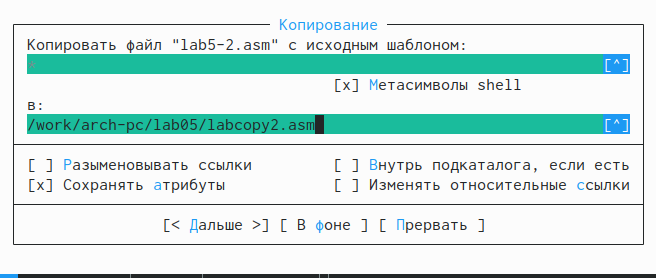 Копирование
Копировать файл "lab5-2.asm" с исходным шаблоном:
* [^]
[x] Метасимволы shell
в:
/work/arch-pc/lab05/labcopy2.asm [^]
[ ] Разыменовывать ссылки [ ] Внутрь подкаталога, если есть
[x] Сохранять атрибуты [ ] Изменять относительные ссылки
[< Дальше >] [ В фоне ] [ Прервать ]